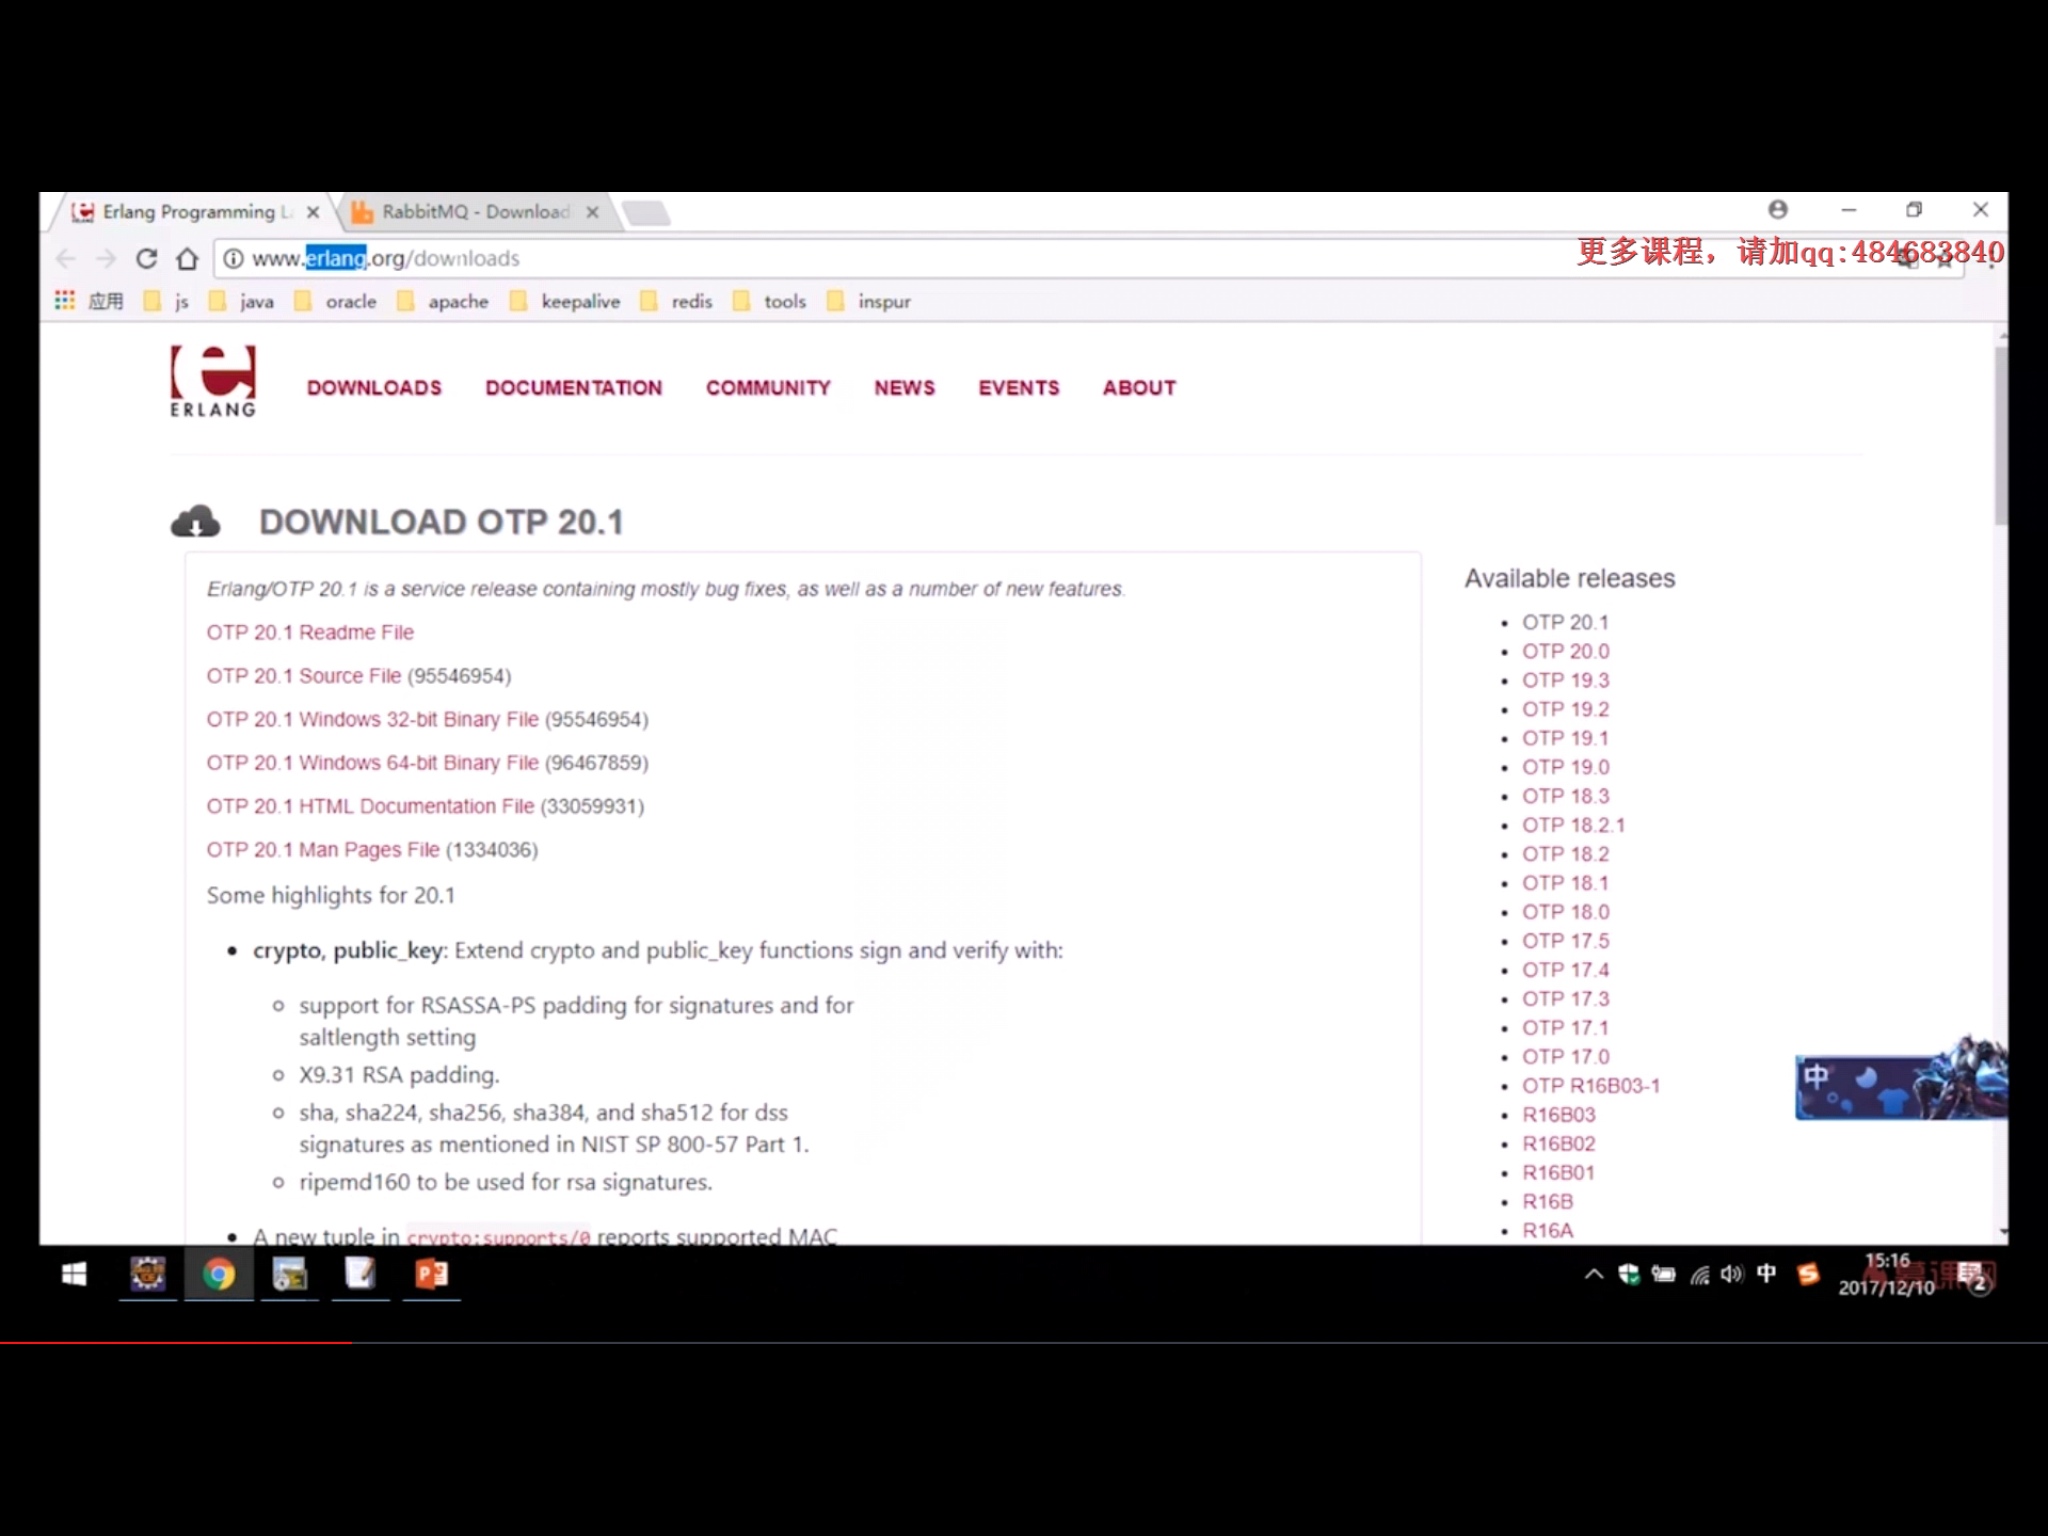 Erlang Programming L
RabbitMQ - Download
www.erlang.org/downloads
更多课程，请加qq:484683840
应用
js
java
oracle
apache
keepalive
redis
tools
inspur
ERLANG
DOWNLOADS
DOCUMENTATION
COMMUNITY
NEWS
EVENTS
ABOUT
DOWNLOAD OTP 20.1
Erlang/OTP 20.1 is a service release containing mostly bug fixes, as well as a number of new features.
OTP 20.1 Readme File
OTP 20.1 Source File (95546954)
OTP 20.1 Windows 32-bit Binary File (95546954)
OTP 20.1 Windows 64-bit Binary File (96467859)
OTP 20.1 HTML Documentation File (33059931)
OTP 20.1 Man Pages File (1334036)
Some highlights for 20.1
crypto, public_key: Extend crypto and public_key functions sign and verify with:
support for RSASSA-PS padding for signatures and for
saltlength setting
X9.31 RSA padding.
sha, sha224, sha256, sha384, and sha512 for dss
signatures as mentioned in NIST SP 800-57 Part 1.
ripemd160 to be used for rsa signatures.
A new tuple in crypto:supports/0 reports supported MAC
Available releases
OTP 20.1
OTP 20.0
OTP 19.3
OTP 19.2
OTP 19.1
OTP 19.0
OTP 18.3
OTP 18.2.1
OTP 18.2
OTP 18.1
OTP 18.0
OTP 17.5
OTP 17.4
OTP 17.3
OTP 17.1
OTP 17.0
OTP R16B03-1
R16B03
R16B02
R16B01
R16B
R16A
中
中
15:16
2017/12/10
慕课网
2